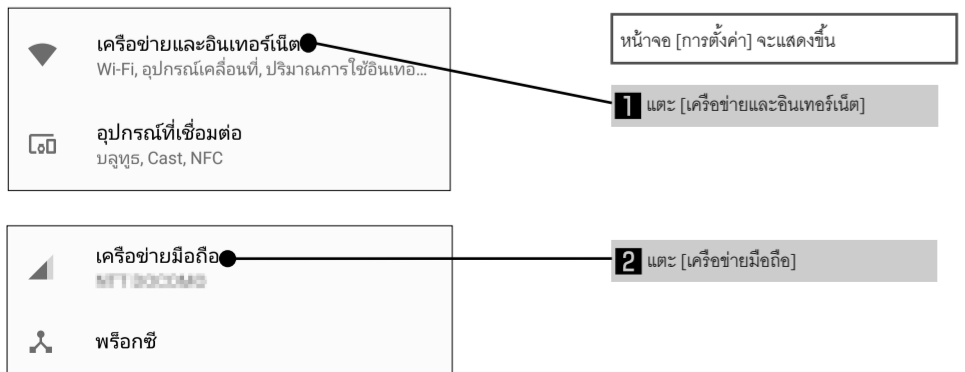 เครือข่ายและอินเทอร์เน็ต
Wi-Fi, อุปกรณ์เคลื่อนที่, ปริมาณการใช้อินเทอ...
อุปกรณ์ที่เชื่อมต่อ
บลูทูธ, Cast, NFC
หน้าจอ [การตั้งค่า] จะแสดงขึ้น
1 แตะ [เครือข่ายและอินเทอร์เน็ต]
เครือข่ายมือถือ
NTT DOCOMO
พร็อกซี
2 แตะ [เครือข่ายมือถือ]